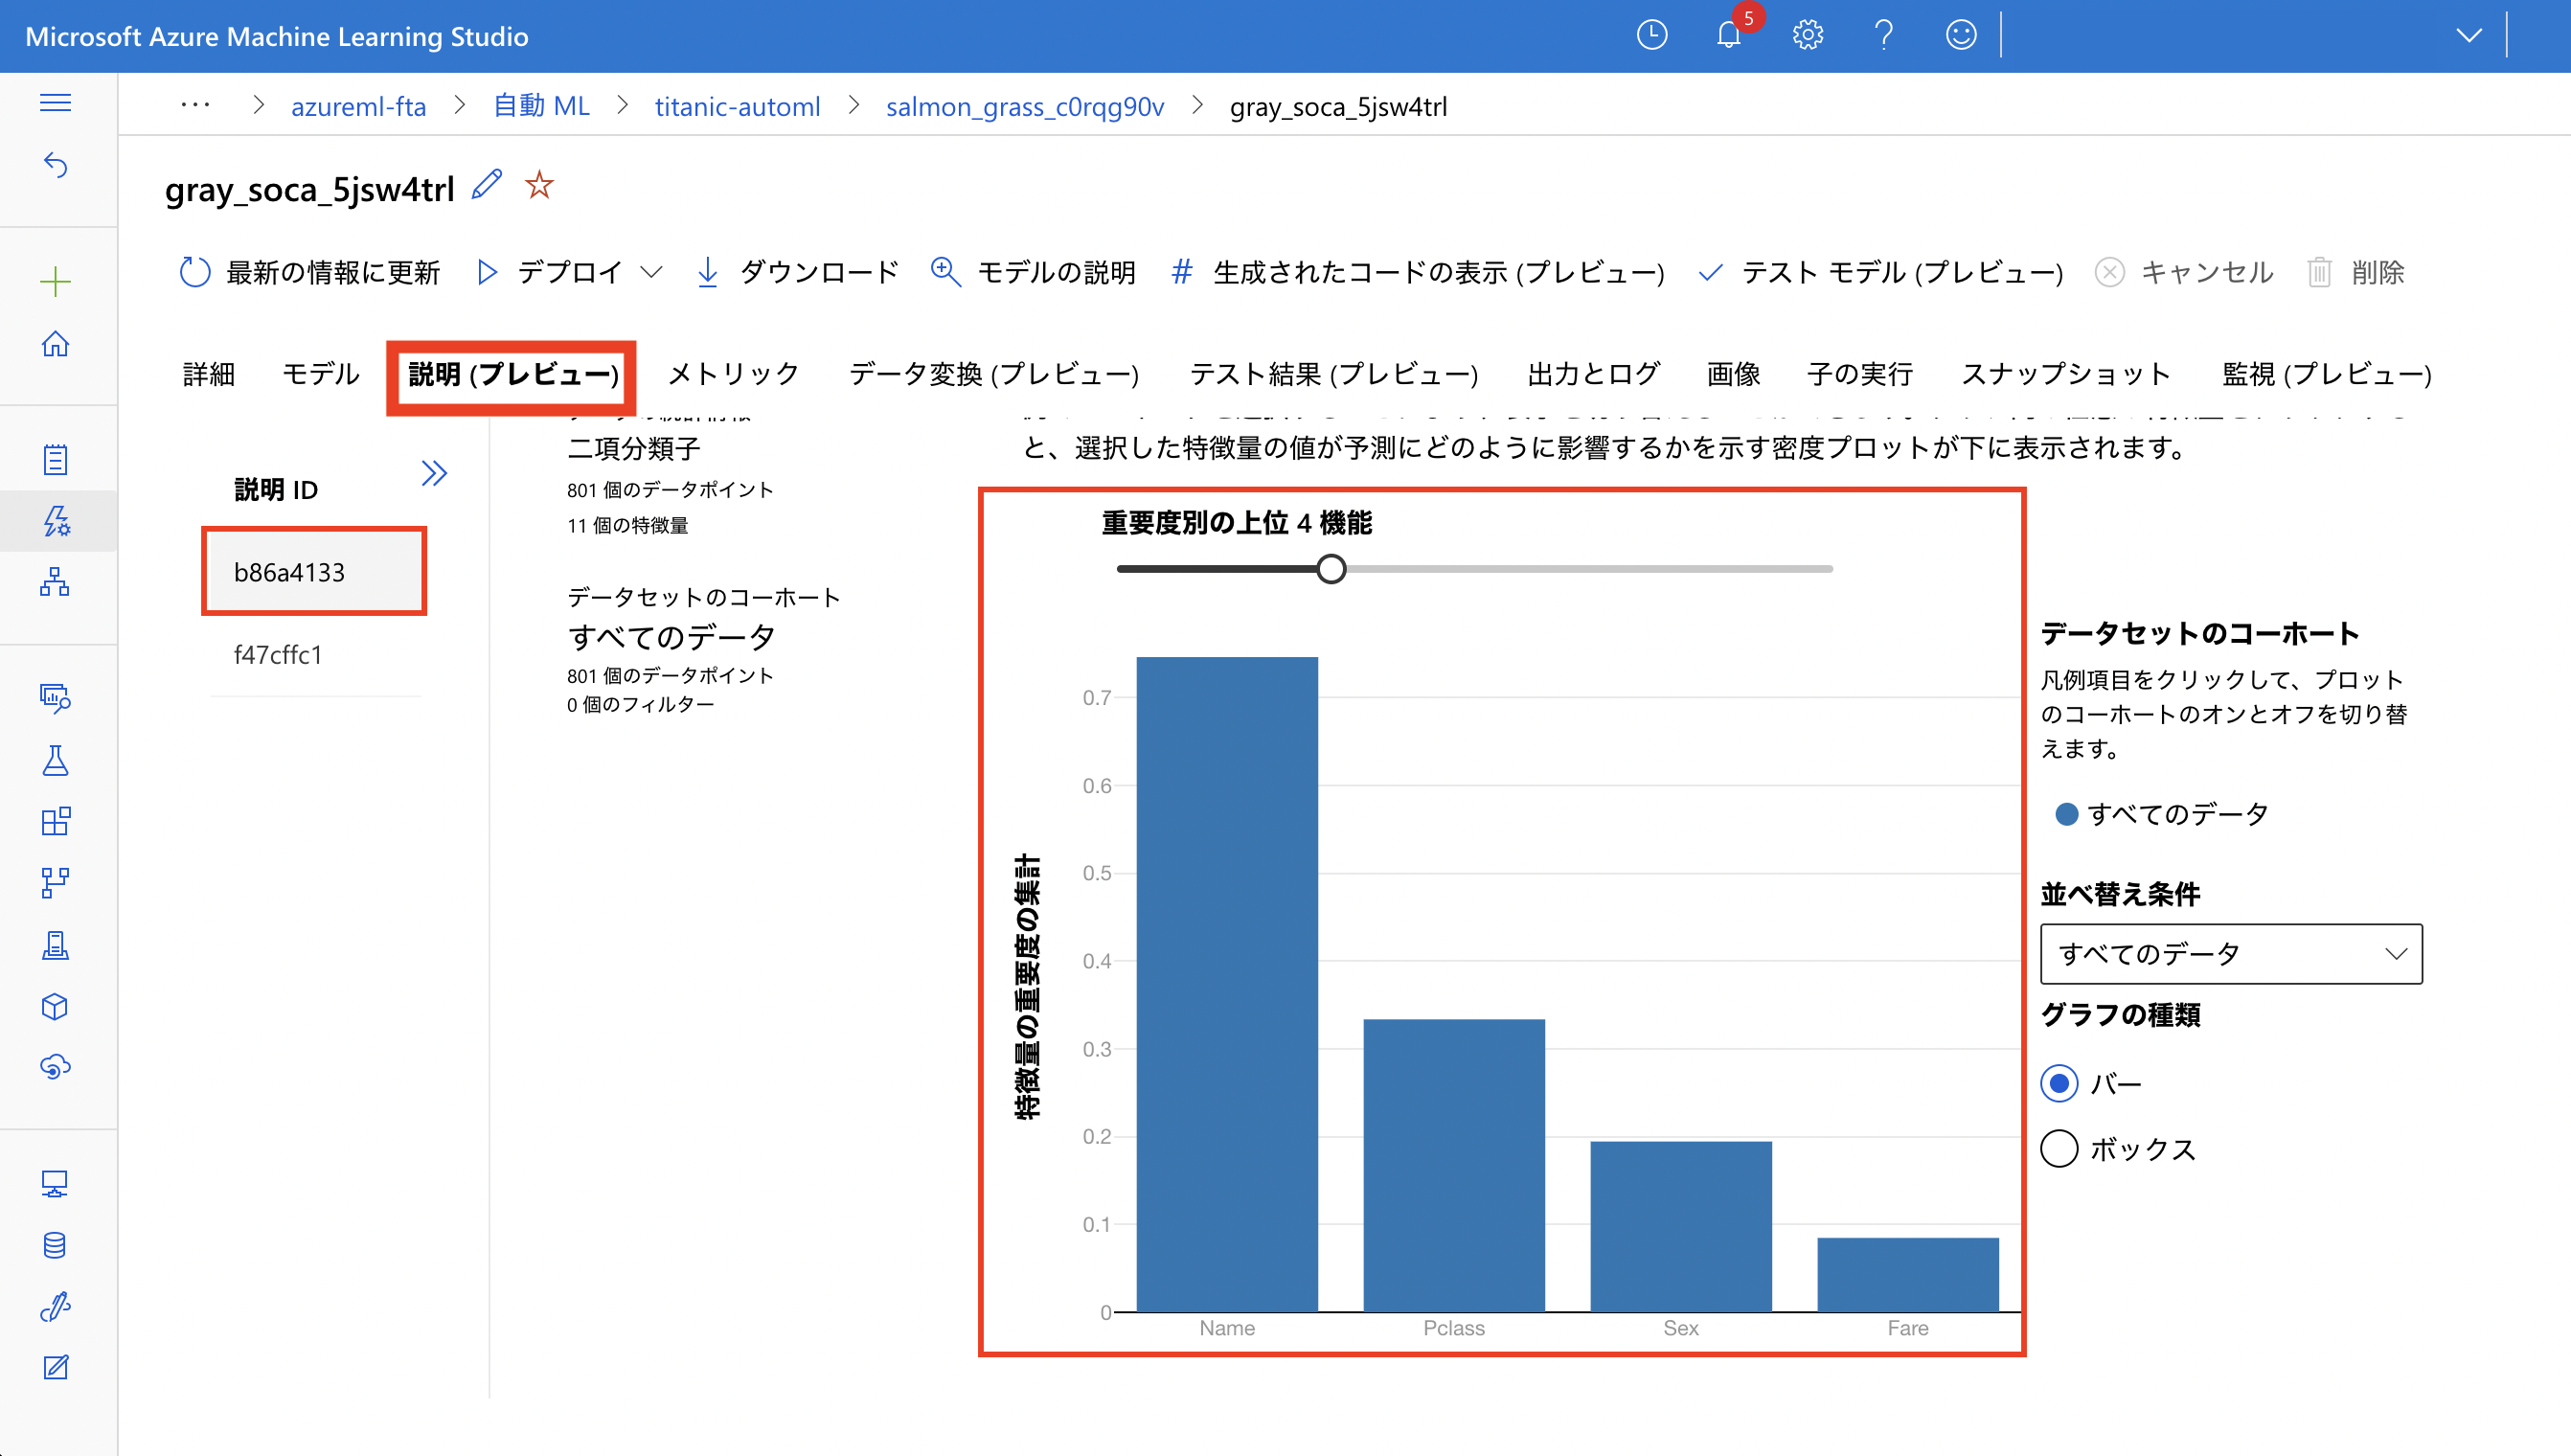 Microsoft Azure Machine Learning Studio
5
··· > azureml-fta > 自動 ML > titanic-automl > salmon_grass_c0rqg90v > gray_soca_5jsw4trl
gray_soca_5jsw4trl
最新の情報に更新 デプロイ ダウンロード モデルの説明 # 生成されたコードの表示 (プレビュー) テスト モデル (プレビュー) キャンセル 削除
詳細 モデル 説明 (プレビュー) メトリック データ変換 (プレビュー) テスト結果 (プレビュー) 出力とログ 画像 子の実行 スナップショット 監視 (プレビュー)
説明 ID
b86a4133
f47cffc1
二項分類子
801 個のデータポイント
11 個の特徴量
データセットのコーホート
すべてのデータ
801 個のデータポイント
0 個のフィルター
と、選択した特徴量の値が予測にどのように影響するかを示す密度プロットが下に表示されます。
重要度別の上位 4 機能
特徴量の重要度の集計
0.7
0.6
0.5
0.4
0.3
0.2
0.1
0
Name Pclass Sex Fare
データセットのコーホート
凡例項目をクリックして、プロット
のコーホートのオンとオフを切り替
えます。
すべてのデータ
並べ替え条件
すべてのデータ
グラフの種類
バー
ボックス